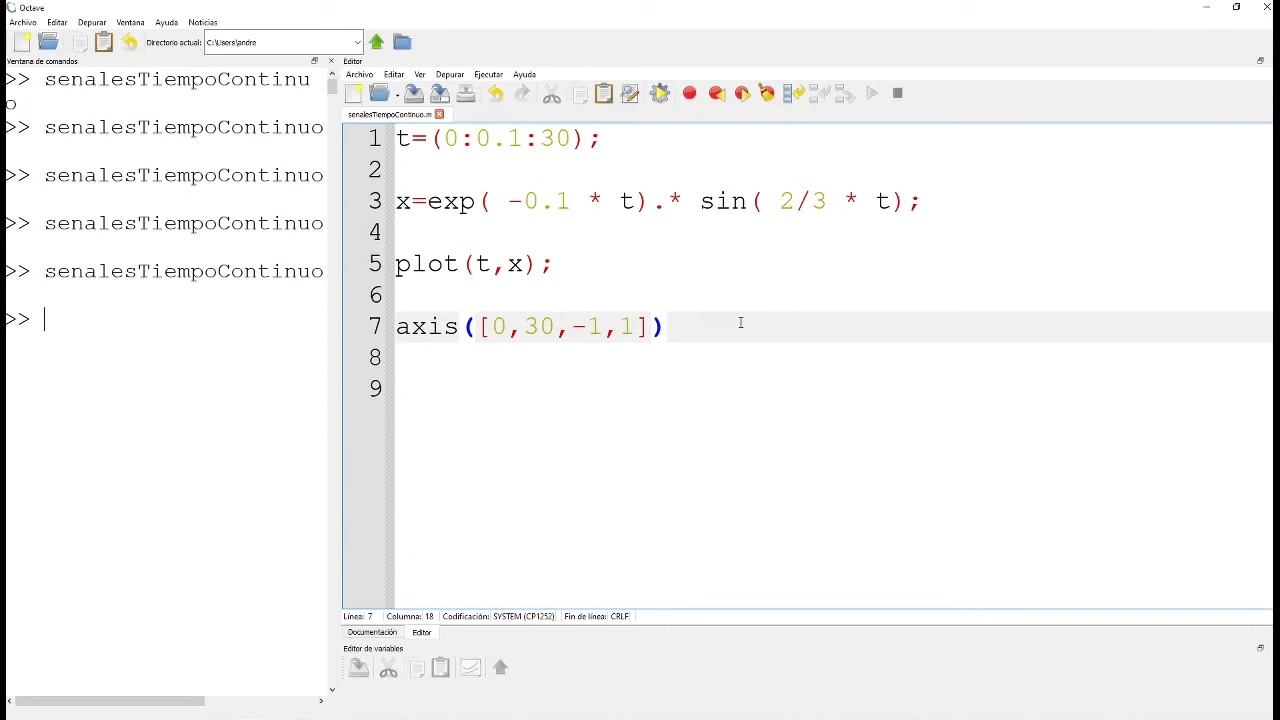 Octave
Archivo Editar Depurar Ventana Ayuda Noticias
Directorio actual: C:\Users\andre
Ventana de comandos
>> senalesTiempoContinu
o
>> senalesTiempoContinuo
>> senalesTiempoContinuo
>> senalesTiempoContinuo
>> senalesTiempoContinuo
>>
Editor
Archivo Editar Ver Depurar Ejecutar Ayuda
senalesTiempoContinuo.m
1 t=(0:0.1:30);
2
3 x=exp( -0.1 * t).* sin( 2/3 * t);
4
5 plot(t,x);
6
7 axis([0,30,-1,1])
8
9
Línea: 7 Columna: 18 Codificación: SYSTEM (CP1252) Fin de línea: CRLF
Documentación Editor
Editor de variables